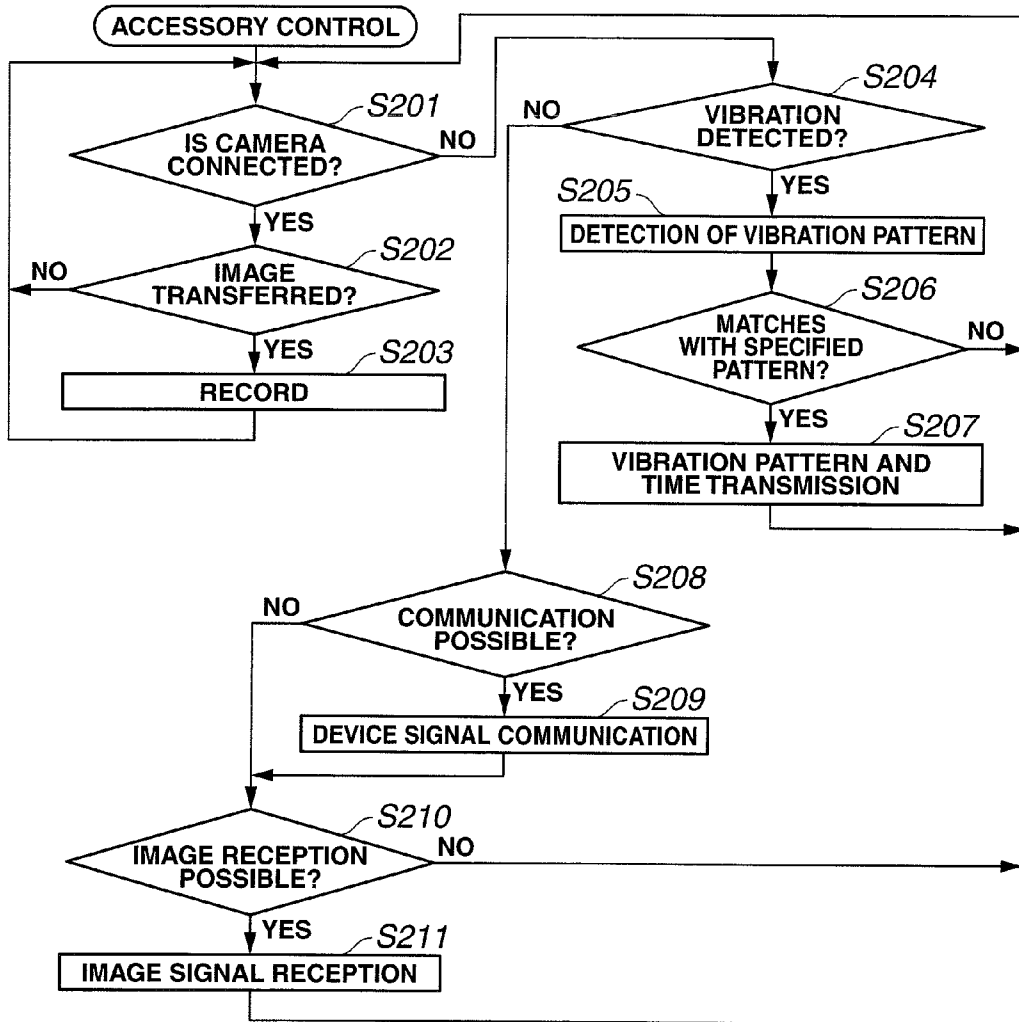 ACCESSORY CONTROL
S201
IS CAMERA
CONNECTED?
NO
YES
S202
NO
IMAGE
TRANSFERRED?
YES
S203
RECORD
S204
NO
VIBRATION
DETECTED?
YES
S205
DETECTION OF VIBRATION PATTERN
S206
MATCHES
WITH SPECIFIED
PATTERN?
NO
YES
S207
VIBRATION PATTERN AND
TIME TRANSMISSION
S208
NO
COMMUNICATION
POSSIBLE?
YES
S209
DEVICE SIGNAL COMMUNICATION
S210
IMAGE RECEPTION
POSSIBLE?
NO
YES
S211
IMAGE SIGNAL RECEPTION